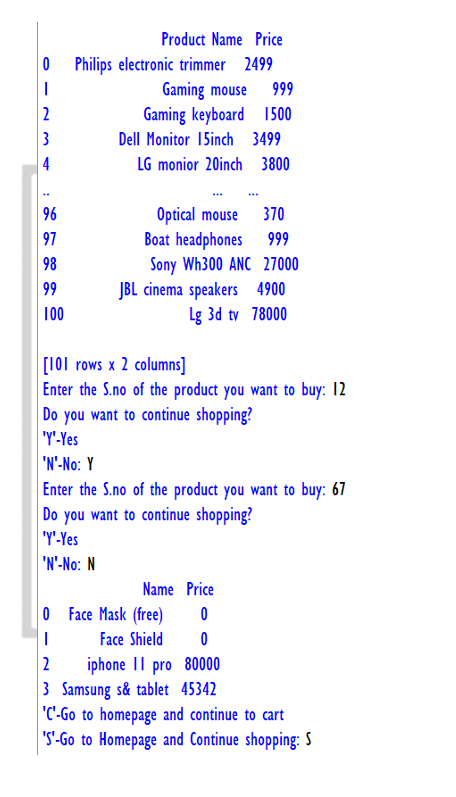 Product Name Price
0 Philips electronic trimmer 2499
1 Gaming mouse 999
2 Gaming keyboard 1500
3 Dell Monitor 15inch 3499
4 LG monior 20inch 3800
.. ... ...
96 Optical mouse 370
97 Boat headphones 999
98 Sony Wh300 ANC 27000
99 JBL cinema speakers 4900
100 Lg 3d tv 78000
[101 rows x 2 columns]
Enter the S.no of the product you want to buy: 12
Do you want to continue shopping?
'Y'-Yes
'N'-No: Y
Enter the S.no of the product you want to buy: 67
Do you want to continue shopping?
'Y'-Yes
'N'-No: N
Name Price
0 Face Mask (free) 0
1 Face Shield 0
2 iphone 11 pro 80000
3 Samsung s& tablet 45342
'C'-Go to homepage and continue to cart
'S'-Go to Homepage and Continue shopping: S